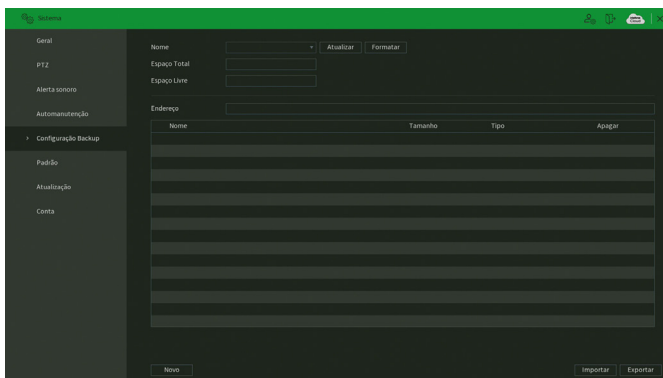 Sistema
Geral
PTZ
Alerta sonoro
Automanutenção
Configuração Backup
Padrão
Atualização
Conta
Nome Atualizar Formatar
Espaço Total
Espaço Livre
Endereço
Nome Tamanho Tipo Apagar
Novo Importar Exportar